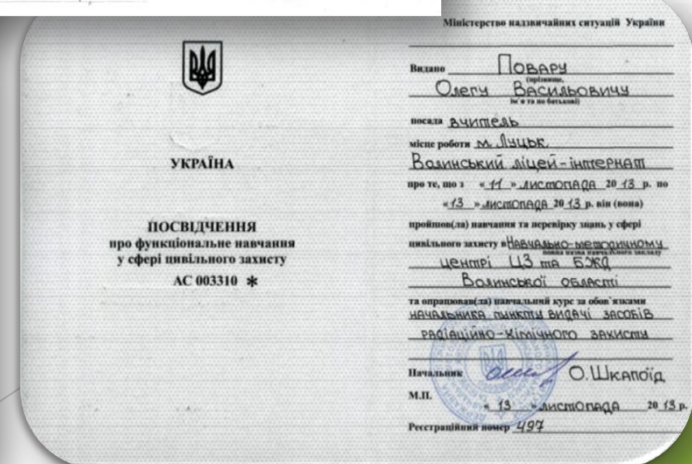 УКРАЇНА
ПОСВІДЧЕННЯ
про функціональне навчання
у сфері цивільного захисту
АС 003310 *
Міністерство надзвичайних ситуацій України
Видано Повару
(прізвище,
Олегу Васильовичу
ім'я та по батькові)
посада вчитель
місце роботи м. Луцьк
Волинський ліцей-інтернат
про те, що з « 11 » листопада 20 13 р. по
« 13 » листопада 20 13 р. він (вона)
пройшов(ла) навчання та перевірку знань у сфері
цивільного захисту в Навчально-методичному
повна назва навчального закладу
центрі ЦЗ та БЖД
Волинської області
та опрацював(ла) навчальний курс за обов'язками
начальника пункту видачі засобів
радіаційно-хімічного захисту
Начальник О.Шкапоїд
М.П.
« 13 » листопада 20 13 р.
Реєстраційний номер 497